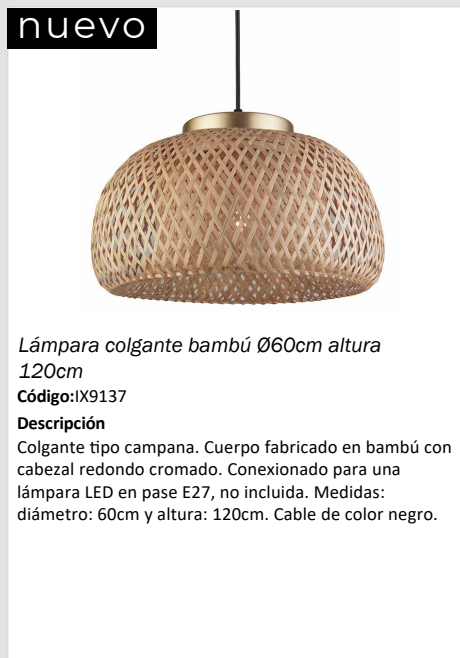 nuevo
Lámpara colgante bambú Ø60cm altura
120cm
Código:IX9137
Descripción
Colgante tipo campana. Cuerpo fabricado en bambú con
cabezal redondo cromado. Conexionado para una
lámpara LED en pase E27, no incluida. Medidas:
diámetro: 60cm y altura: 120cm. Cable de color negro.